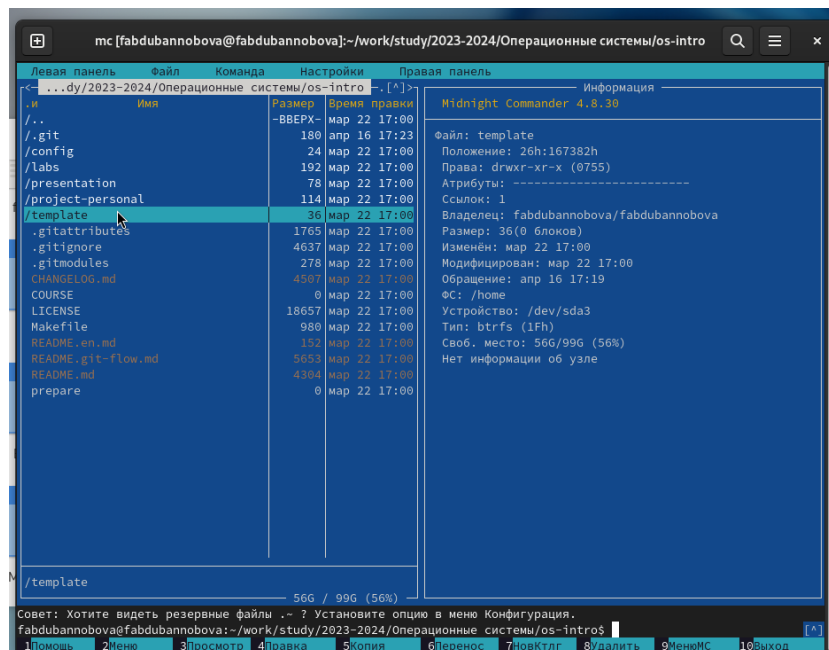 mc [fabdubannobova@fabdubannobova]:~/work/study/2023-2024/Операционные системы/os-intro
Левая панель Файл Команда Настройки Правая панель
<— ...dy/2023-2024/Операционные системы/os-intro —.[^]>
.и Имя Размер Время правки
/.. -ВВЕРХ- мар 22 17:00
/.git 180 апр 16 17:23
/config 24 мар 22 17:00
/labs 192 мар 22 17:00
/presentation 78 мар 22 17:00
/project-personal 114 мар 22 17:00
/template 36 мар 22 17:00
.gitattributes 1765 мар 22 17:00
.gitignore 4637 мар 22 17:00
.gitmodules 278 мар 22 17:00
CHANGELOG.md 4507 мар 22 17:00
COURSE 0 мар 22 17:00
LICENSE 18657 мар 22 17:00
Makefile 980 мар 22 17:00
README.en.md 152 мар 22 17:00
README.git-flow.md 5653 мар 22 17:00
README.md 4304 мар 22 17:00
prepare 0 мар 22 17:00
/template
56G / 99G (56%)
Информация
Midnight Commander 4.8.30
Файл: template
Положение: 26h:167382h
Права: drwxr-xr-x (0755)
Атрибуты: ------------------------
Ссылок: 1
Владелец: fabdubannobova/fabdubannobova
Размер: 36(0 блоков)
Изменён: мар 22 17:00
Модифицирован: мар 22 17:00
Обращение: апр 16 17:19
ФС: /home
Устройство: /dev/sda3
Тип: btrfs (1Fh)
Своб. место: 56G/99G (56%)
Нет информации об узле
Совет: Хотите видеть резервные файлы .~ ? Установите опцию в меню Конфигурация.
fabdubannobova@fabdubannobova:~/work/study/2023-2024/Операционные системы/os-intro$ [^]
1Помощь 2Меню 3Просмотр 4Правка 5Копия 6Перенос 7НовКтлг 8Удалить 9МенюМС 10Выход